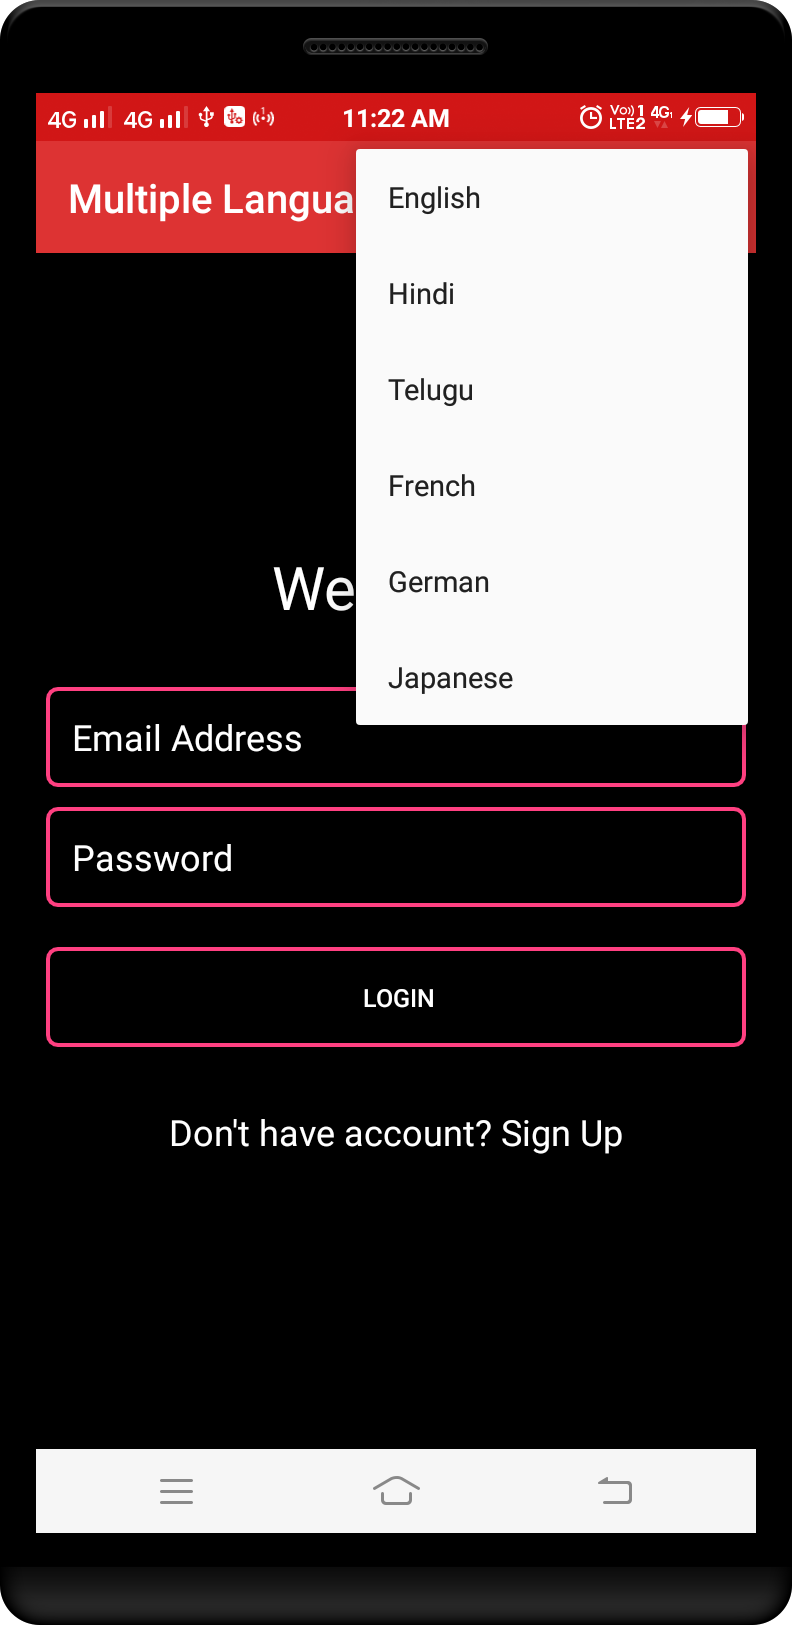 4G 4G 11:22 AM Vo)) 1 LTE2 4G
Multiple Langua
English
Hindi
Telugu
French
German
Japanese
We
Email Address
Password
LOGIN
Don't have account? Sign Up